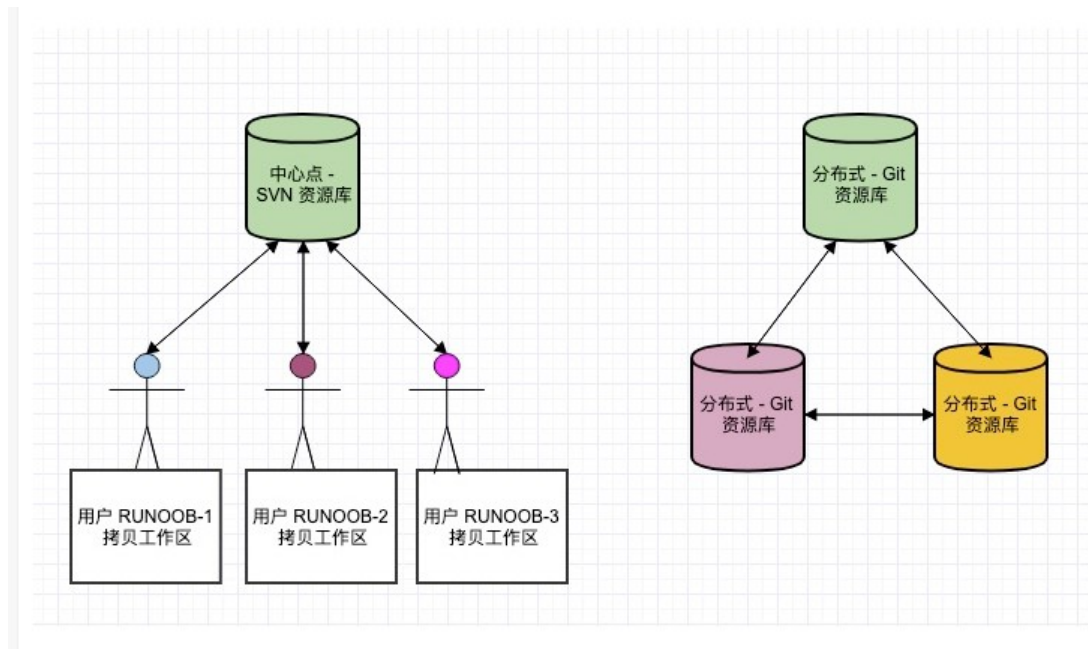 中心点 -
SVN 资源库
分布式 - Git
资源库
分布式 - Git
资源库
分布式 - Git
资源库
用户 RUNOOB-1
拷贝工作区
用户 RUNOOB-2
拷贝工作区
用户 RUNOOB-3
拷贝工作区